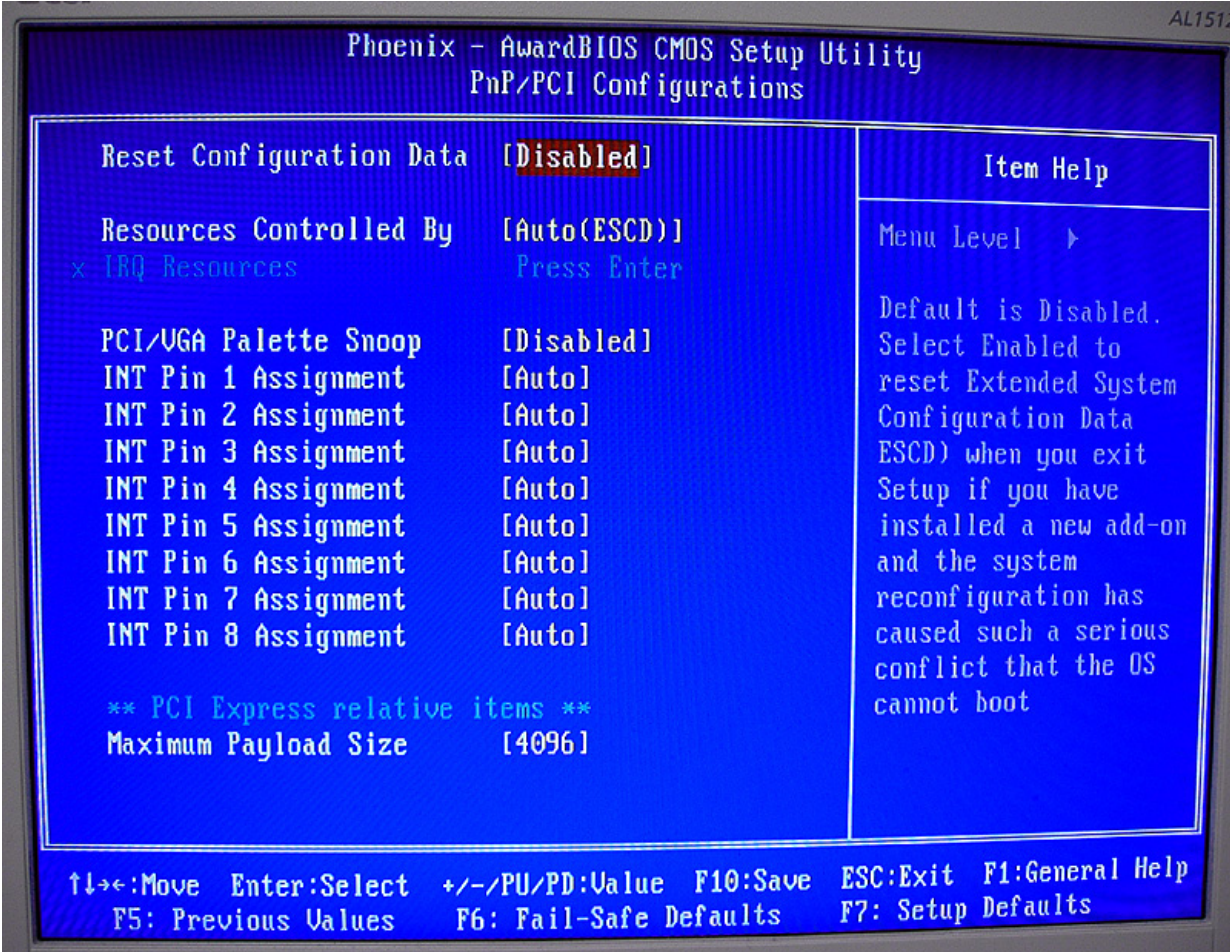 AL1512
Phoenix - AwardBIOS CMOS Setup Utility
PnP/PCI Configurations
Reset Configuration Data [Disabled]
Resources Controlled By [Auto(ESCD)]
x IRQ Resources Press Enter
PCI/VGA Palette Snoop [Disabled]
INT Pin 1 Assignment [Auto]
INT Pin 2 Assignment [Auto]
INT Pin 3 Assignment [Auto]
INT Pin 4 Assignment [Auto]
INT Pin 5 Assignment [Auto]
INT Pin 6 Assignment [Auto]
INT Pin 7 Assignment [Auto]
INT Pin 8 Assignment [Auto]
** PCI Express relative items **
Maximum Payload Size [4096]
Item Help
Menu Level ▶
Default is Disabled.
Select Enabled to
reset Extended System
Configuration Data
ESCD) when you exit
Setup if you have
installed a new add-on
and the system
reconfiguration has
caused such a serious
conflict that the OS
cannot boot
↑↓→←:Move Enter:Select +/-/PU/PD:Value F10:Save ESC:Exit F1:General Help
F5: Previous Values F6: Fail-Safe Defaults F7: Setup Defaults